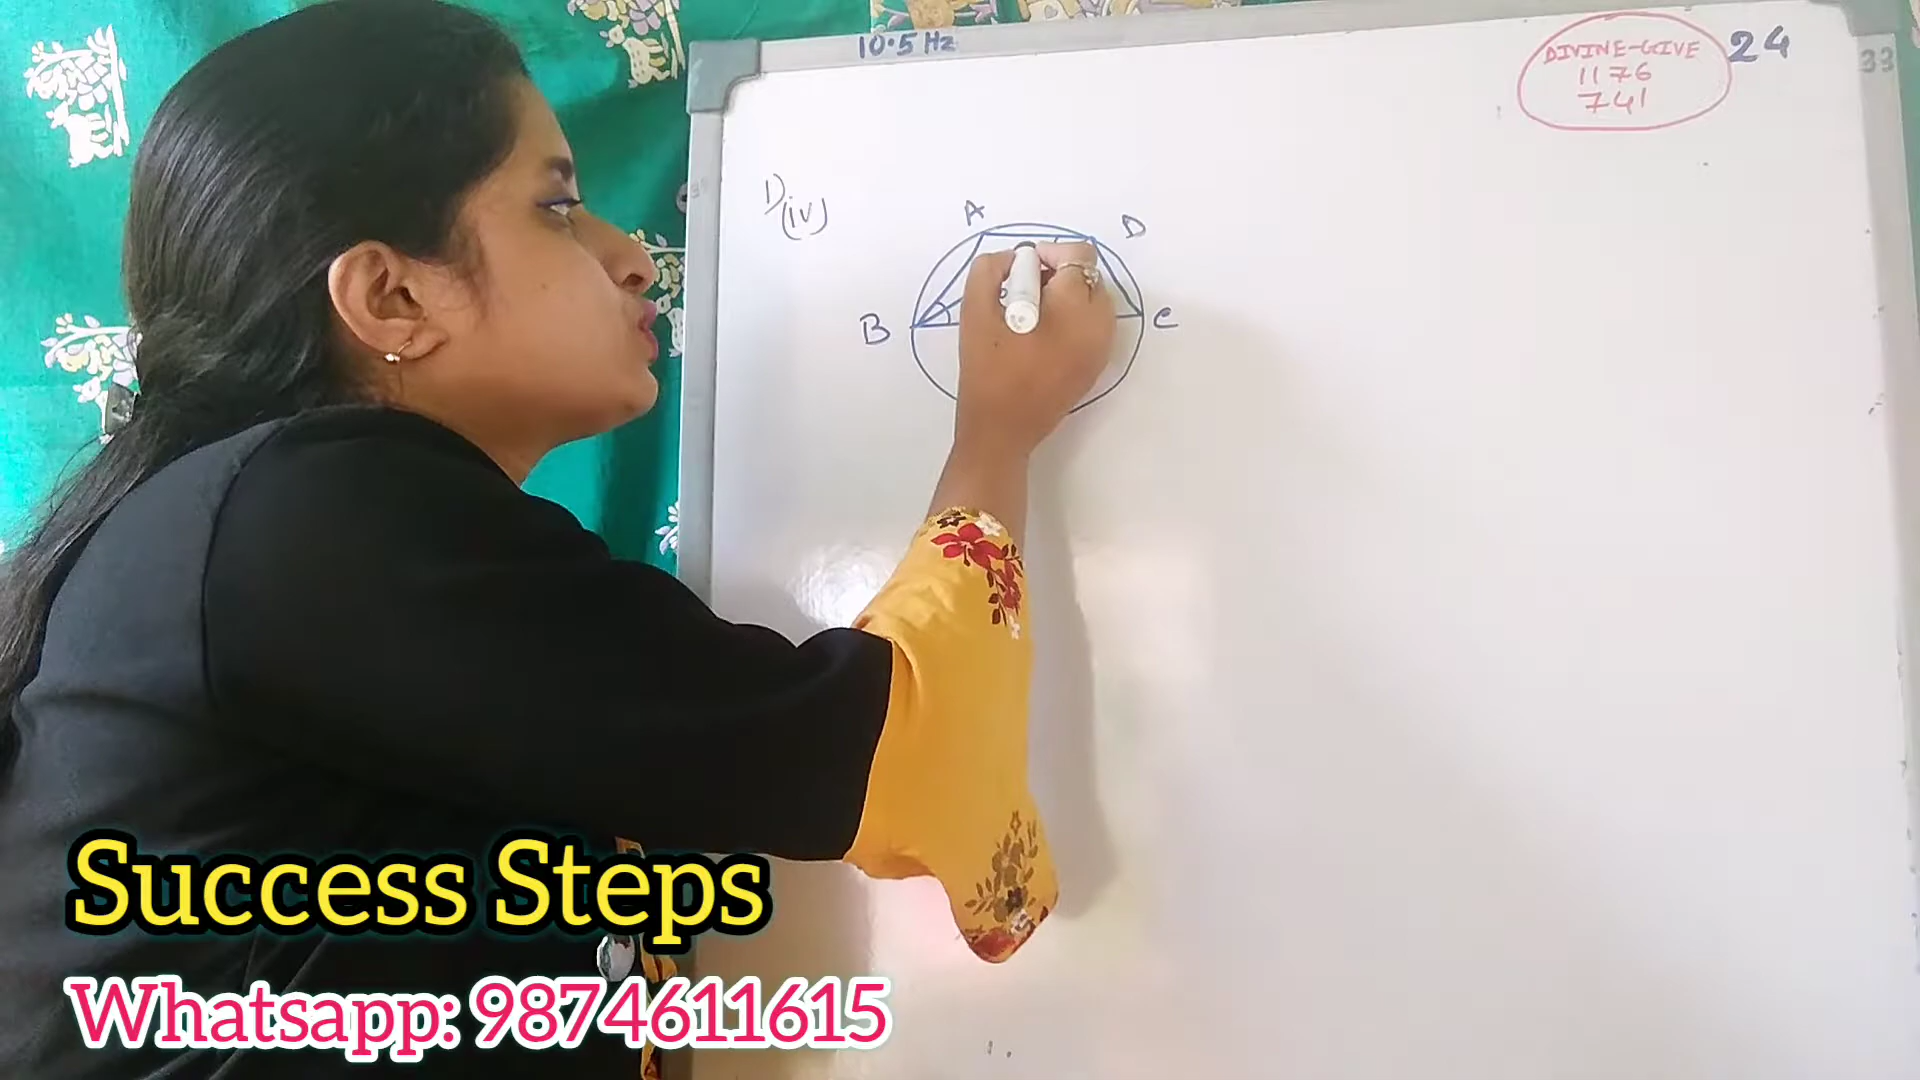 10.5 Hz
DIVINE-GIVE
1176
741
24
33
1)
(iv)
A
D
B
C
Success Steps
Whatsapp: 9874611615